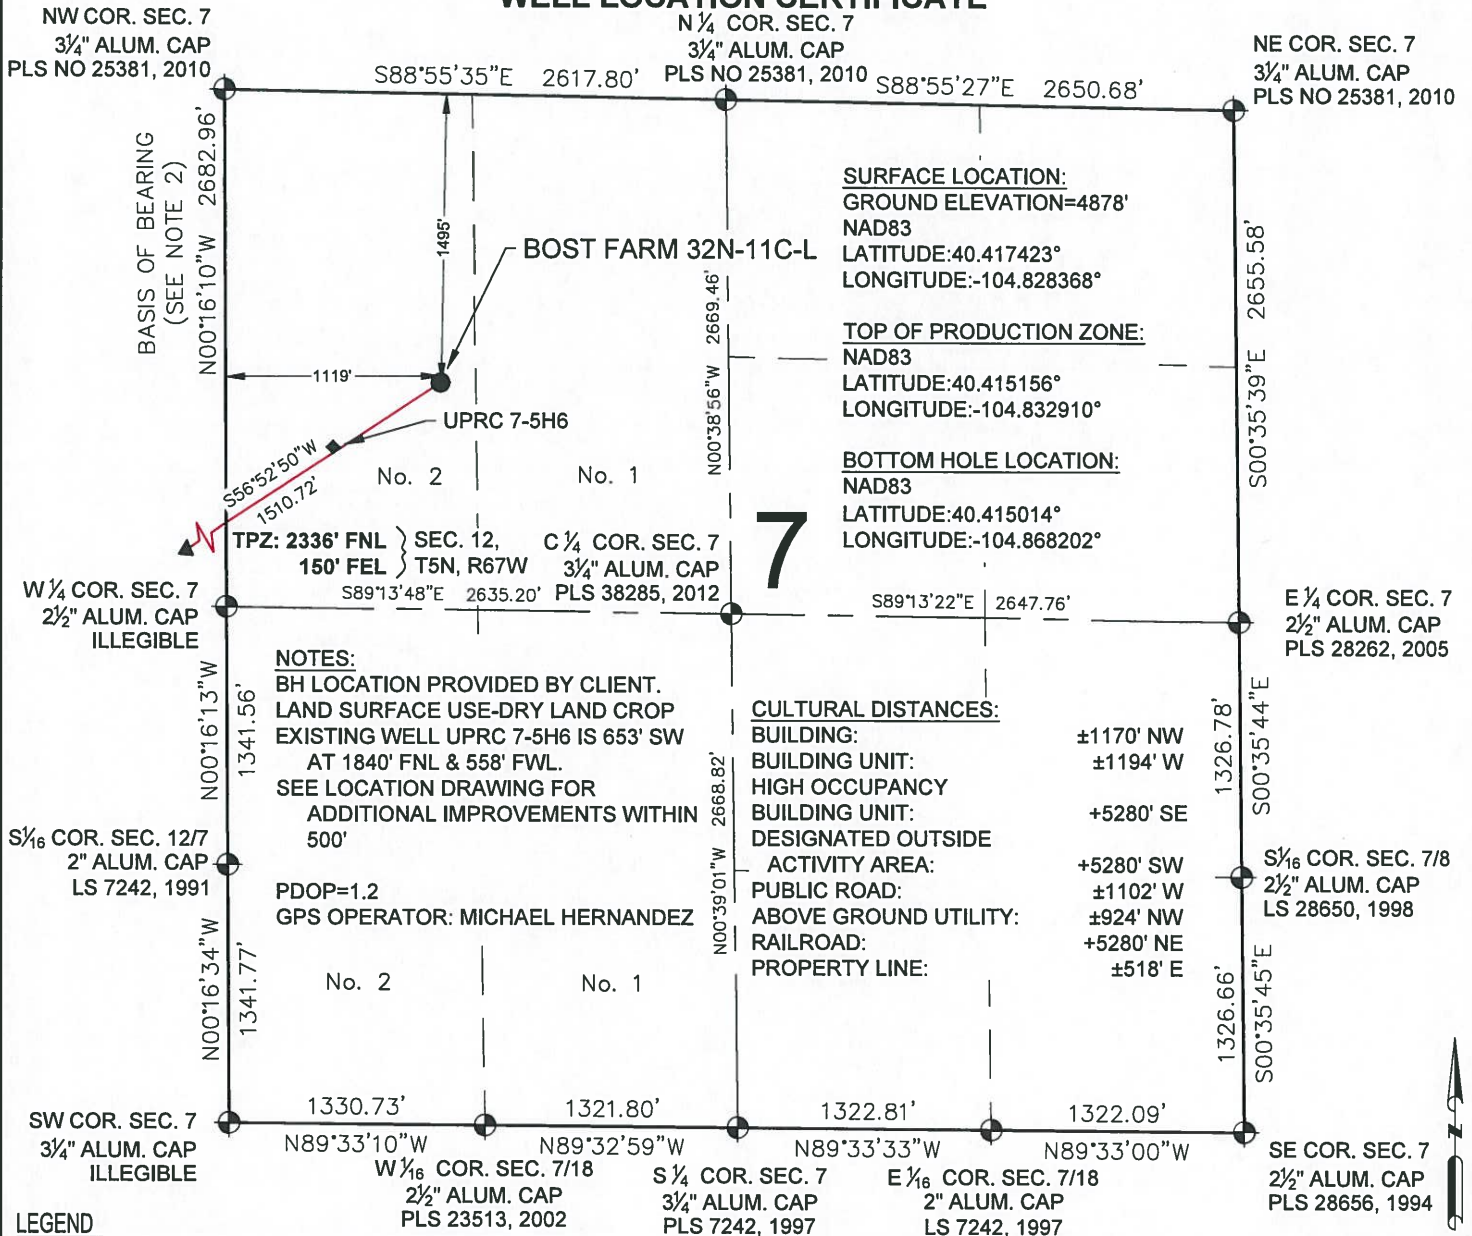 WELL LOCATION CERTIFICATE
NW COR. SEC. 7
3¼" ALUM. CAP
PLS NO 25381, 2010
N ¼ COR. SEC. 7
3¼" ALUM. CAP
PLS NO 25381, 2010
NE COR. SEC. 7
3¼" ALUM. CAP
PLS NO 25381, 2010
S88°55'35"E 2617.80'
S88°55'27"E 2650.68'
BASIS OF BEARING
(SEE NOTE 2)
N00°16'10"W 2682.96'
1495'
BOST FARM 32N-11C-L
1119'
UPRC 7-5H6
S56°52'50"W
1510.72'
No. 2
No. 1
N00°38'56"W 2669.46'
SURFACE LOCATION:
GROUND ELEVATION=4878'
NAD83
LATITUDE:40.417423°
LONGITUDE:-104.828368°
TOP OF PRODUCTION ZONE:
NAD83
LATITUDE:40.415156°
LONGITUDE:-104.832910°
BOTTOM HOLE LOCATION:
NAD83
LATITUDE:40.415014°
LONGITUDE:-104.868202°
S00°35'39"E 2655.58'
7
TPZ: 2336' FNL
150' FEL
SEC. 12,
T5N, R67W
C ¼ COR. SEC. 7
3¼" ALUM. CAP
PLS 38285, 2012
W ¼ COR. SEC. 7
2½" ALUM. CAP
ILLEGIBLE
S89°13'48"E 2635.20'
S89°13'22"E 2647.76'
E ¼ COR. SEC. 7
2½" ALUM. CAP
PLS 28262, 2005
NOTES:
BH LOCATION PROVIDED BY CLIENT.
LAND SURFACE USE-DRY LAND CROP
EXISTING WELL UPRC 7-5H6 IS 653' SW
AT 1840' FNL & 558' FWL.
SEE LOCATION DRAWING FOR
ADDITIONAL IMPROVEMENTS WITHIN
500'
PDOP=1.2
GPS OPERATOR: MICHAEL HERNANDEZ
N00°16'13"W
1341.56'
N00°39'01"W 2668.82'
CULTURAL DISTANCES:
BUILDING: ±1170' NW
BUILDING UNIT: ±1194' W
HIGH OCCUPANCY
BUILDING UNIT: +5280' SE
DESIGNATED OUTSIDE
ACTIVITY AREA: +5280' SW
PUBLIC ROAD: ±1102' W
ABOVE GROUND UTILITY: ±924' NW
RAILROAD: +5280' NE
PROPERTY LINE: ±518' E
1326.78'
S00°35'44"E
S1⁄16 COR. SEC. 12/7
2" ALUM. CAP
LS 7242, 1991
S1⁄16 COR. SEC. 7/8
2½" ALUM. CAP
LS 28650, 1998
N00°16'34"W
1341.77'
No. 2
No. 1
1326.66'
S00°35'45"E
SW COR. SEC. 7
3¼" ALUM. CAP
ILLEGIBLE
1330.73'
N89°33'10"W
1321.80'
N89°32'59"W
1322.81'
N89°33'33"W
1322.09'
N89°33'00"W
W 1⁄16 COR. SEC. 7/18
2½" ALUM. CAP
PLS 23513, 2002
S ¼ COR. SEC. 7
3¼" ALUM. CAP
PLS 7242, 1997
E 1⁄16 COR. SEC. 7/18
2" ALUM. CAP
LS 7242, 1997
SE COR. SEC. 7
2½" ALUM. CAP
PLS 28656, 1994
N
LEGEND